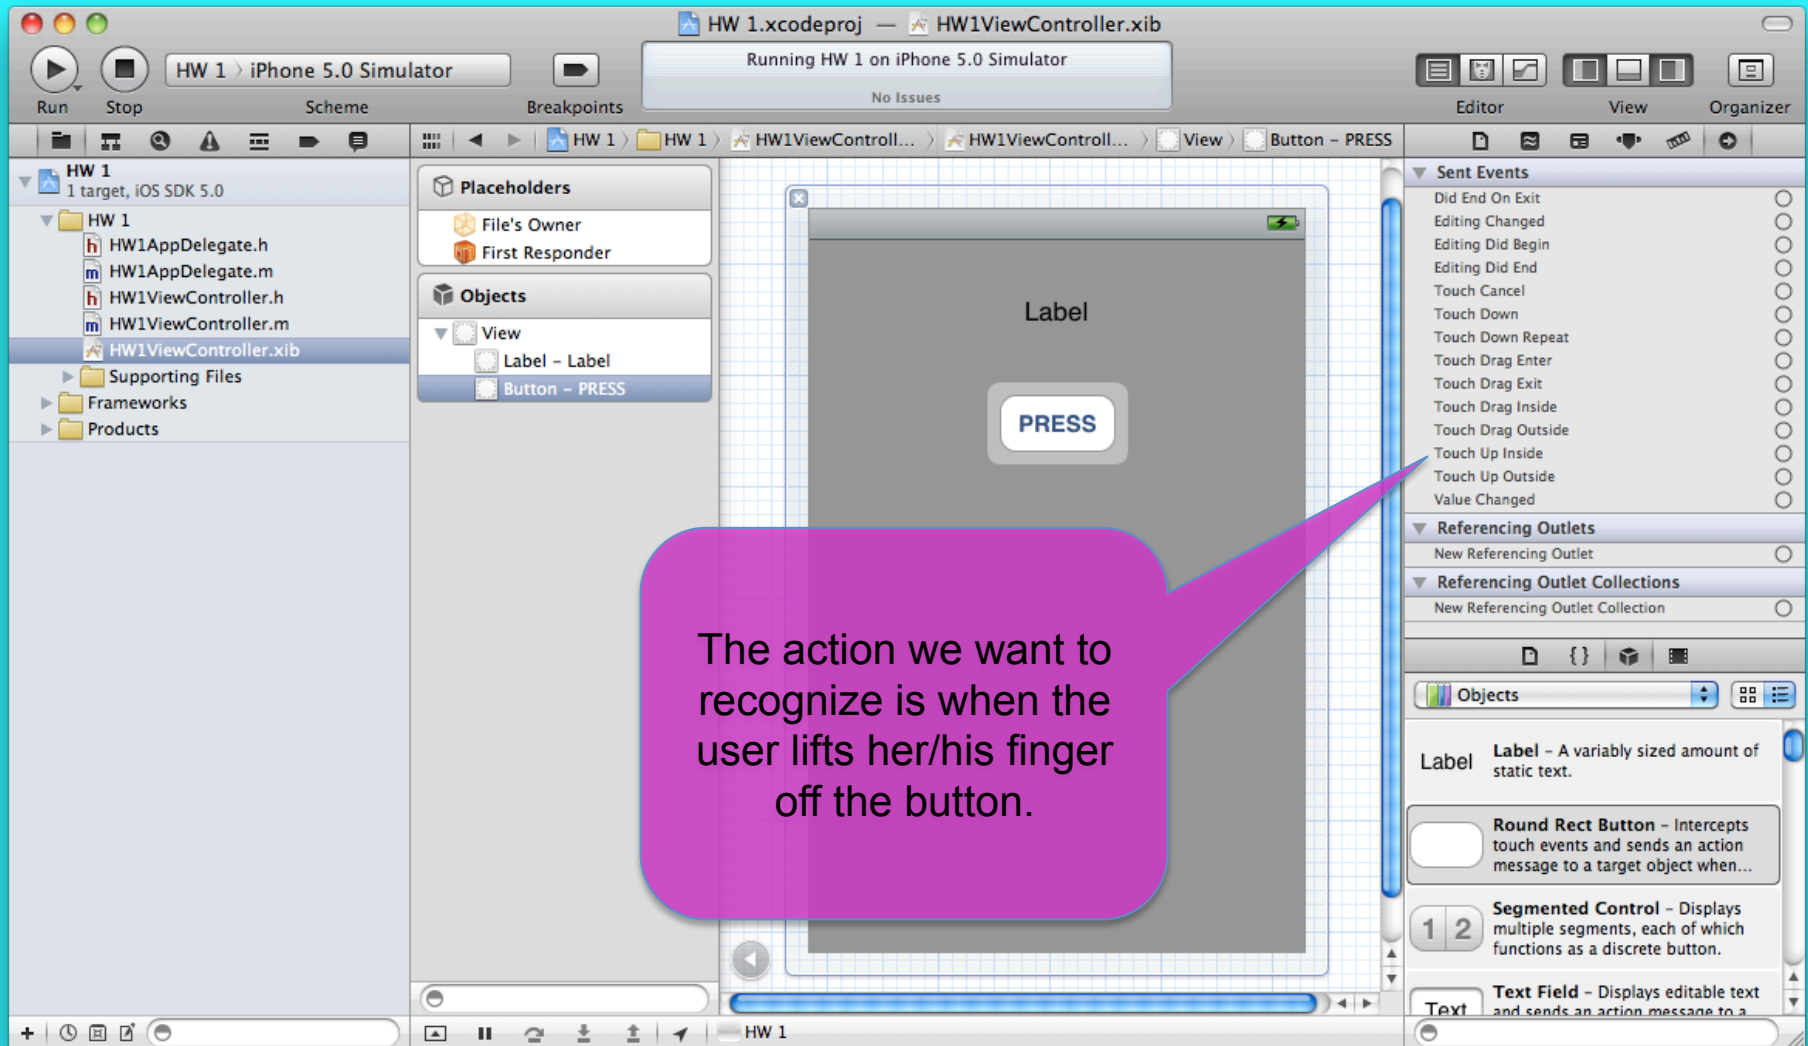 HW 1.xcodeproj — HW1ViewController.xib
HW 1 〉 iPhone 5.0 Simulator
Running HW 1 on iPhone 5.0 Simulator
No Issues
Run Stop Scheme Breakpoints Editor View Organizer
HW 1 〉 HW 1 〉 HW1ViewControll... 〉 HW1ViewControll... 〉 View 〉 Button – PRESS
HW 1
1 target, iOS SDK 5.0
HW 1
HW1AppDelegate.h
HW1AppDelegate.m
HW1ViewController.h
HW1ViewController.m
HW1ViewController.xib
Supporting Files
Frameworks
Products
Placeholders
File's Owner
First Responder
Objects
View
Label – Label
Button – PRESS
Label
PRESS
The action we want to
recognize is when the
user lifts her/his finger
off the button.
Sent Events
Did End On Exit
Editing Changed
Editing Did Begin
Editing Did End
Touch Cancel
Touch Down
Touch Down Repeat
Touch Drag Enter
Touch Drag Exit
Touch Drag Inside
Touch Drag Outside
Touch Up Inside
Touch Up Outside
Value Changed
Referencing Outlets
New Referencing Outlet
Referencing Outlet Collections
New Referencing Outlet Collection
{}
Objects
Label
Label – A variably sized amount of
static text.
Round Rect Button – Intercepts
touch events and sends an action
message to a target object when...
1 2
Segmented Control – Displays
multiple segments, each of which
functions as a discrete button.
Text
Text Field – Displays editable text
and sends an action message to a
HW 1